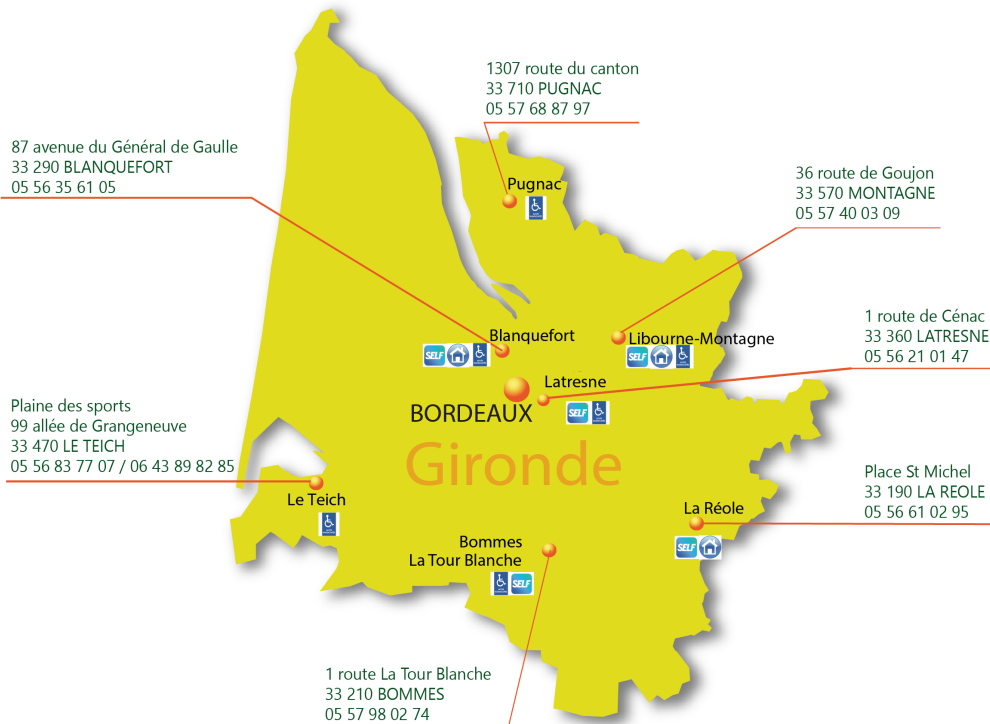 1307 route du canton
33 710 PUGNAC
05 57 68 87 97
87 avenue du Général de Gaulle
33 290 BLANQUEFORT
05 56 35 61 05
36 route de Goujon
33 570 MONTAGNE
05 57 40 03 09
Pugnac
1 route de Cénac
33 360 LATRESNE
05 56 21 01 47
Blanquefort
SELF
Libourne-Montagne
SELF
Latresne
SELF
BORDEAUX
Plaine des sports
99 allée de Grangeneuve
33 470 LE TEICH
05 56 83 77 07 / 06 43 89 82 85
Gironde
Place St Michel
33 190 LA REOLE
05 56 61 02 95
Le Teich
La Réole
SELF
Bommes
La Tour Blanche
SELF
1 route La Tour Blanche
33 210 BOMMES
05 57 98 02 74